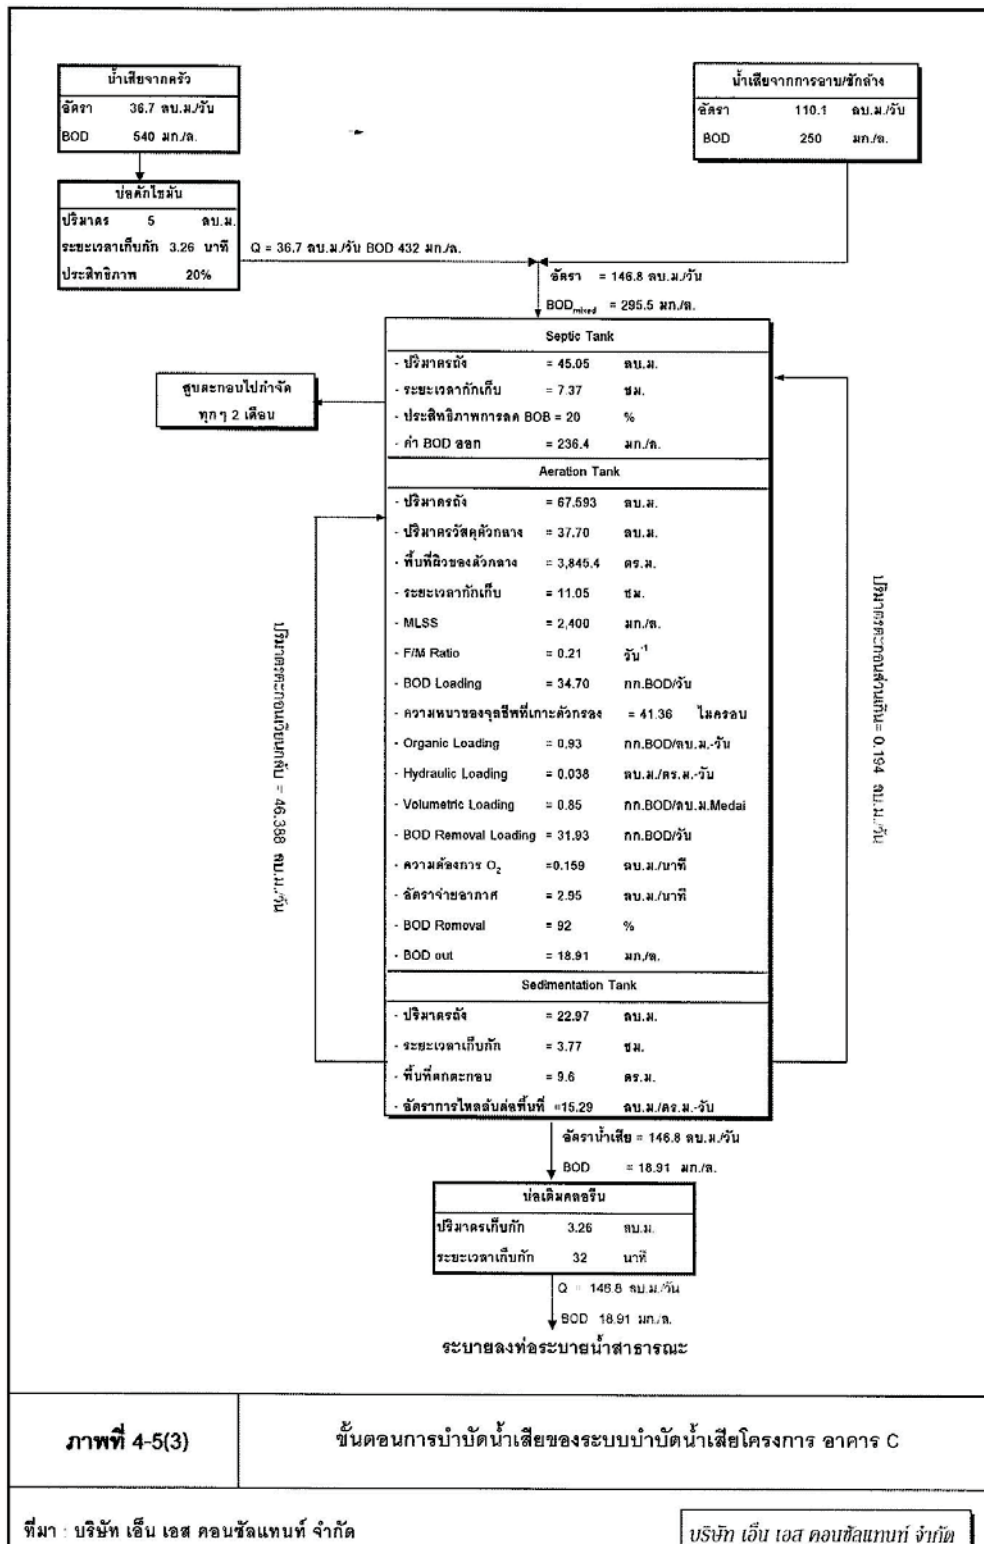 น้ำเสียจากครัว
อัตรา 36.7 ลบ.ม./วัน
BOD 540 มก./ล.
น้ำเสียจากการอาบ/ซักล้าง
อัตรา 110.1 ลบ.ม./วัน
BOD 250 มก./ล.
บ่อดักไขมัน
ปริมาตร 5 ลบ.ม.
ระยะเวลาเก็บกัก 3.26 นาที
ประสิทธิภาพ 20%
Q = 36.7 ลบ.ม./วัน BOD 432 มก./ล.
อัตรา = 146.8 ลบ.ม./วัน
BODmixed = 295.5 มก./ล.
Septic Tank
- ปริมาตรถัง = 45.05 ลบ.ม.
- ระยะเวลากักเก็บ = 7.37 ชม.
- ประสิทธิภาพการลด BOB = 20 %
- ค่า BOD ออก = 236.4 มก./ล.
สูบตะกอนไปกำจัด
ทุกๆ 2 เดือน
Aeration Tank
- ปริมาตรถัง = 67.593 ลบ.ม.
- ปริมาตรวัสดุตัวกลาง = 37.70 ลบ.ม.
- พื้นที่ผิวของตัวกลาง = 3,845.4 ตร.ม.
- ระยะเวลากักเก็บ = 11.05 ชม.
- MLSS = 2,400 มก./ล.
- F/M Ratio = 0.21 วัน-1
- BOD Loading = 34.70 กก.BOD/วัน
- ความหนาของจุลชีพที่เกาะตัวกรอง = 41.36 ไมครอน
- Organic Loading = 0.93 กก.BOD/ลบ.ม.-วัน
- Hydraulic Loading = 0.038 ลบ.ม./ตร.ม.-วัน
- Volumetric Loading = 0.85 กก.BOD/ลบ.ม.Medai
- BOD Removal Loading = 31.93 กก.BOD/วัน
- ความต้องการ O2 =0.159 ลบ.ม./นาที
- อัตราจ่ายอากาศ = 2.95 ลบ.ม./นาที
- BOD Romoval = 92 %
- BOD out = 18.91 มก./ล.
ปริมาตรตะกอนเวียนกลับ = 46.388 ลบ.ม./วัน
ปริมาตรตะกอนส่วนเกิน= 0.194 ลบ.ม./วัน
Sedimentation Tank
- ปริมาตรถัง = 22.97 ลบ.ม.
- ระยะเวลาเก็บกัก = 3.77 ชม.
- พื้นที่ตกตะกอน = 9.6 ตร.ม.
- อัตราการไหลล้นต่อพื้นที่ =15.29 ลบ.ม./ตร.ม.-วัน
อัตราน้ำเสีย = 146.8 ลบ.ม./วัน
BOD = 18.91 มก./ล.
บ่อเติมคลอรีน
ปริมาตรเก็บกัก 3.26 ลบ.ม.
ระยะเวลาเก็บกัก 32 นาที
Q = 146.8 ลบ.ม./วัน
BOD 18.91 มก./ล.
ระบายลงท่อระบายน้ำสาธารณะ
ภาพที่ 4-5(3)
ขั้นตอนการบำบัดน้ำเสียของระบบบำบัดน้ำเสียโครงการ อาคาร C
ที่มา : บริษัท เอ็น เอส คอนซัลแทนท์ จำกัด
บริษัท เอ็น เอส คอนซัลแทนท์ จำกัด